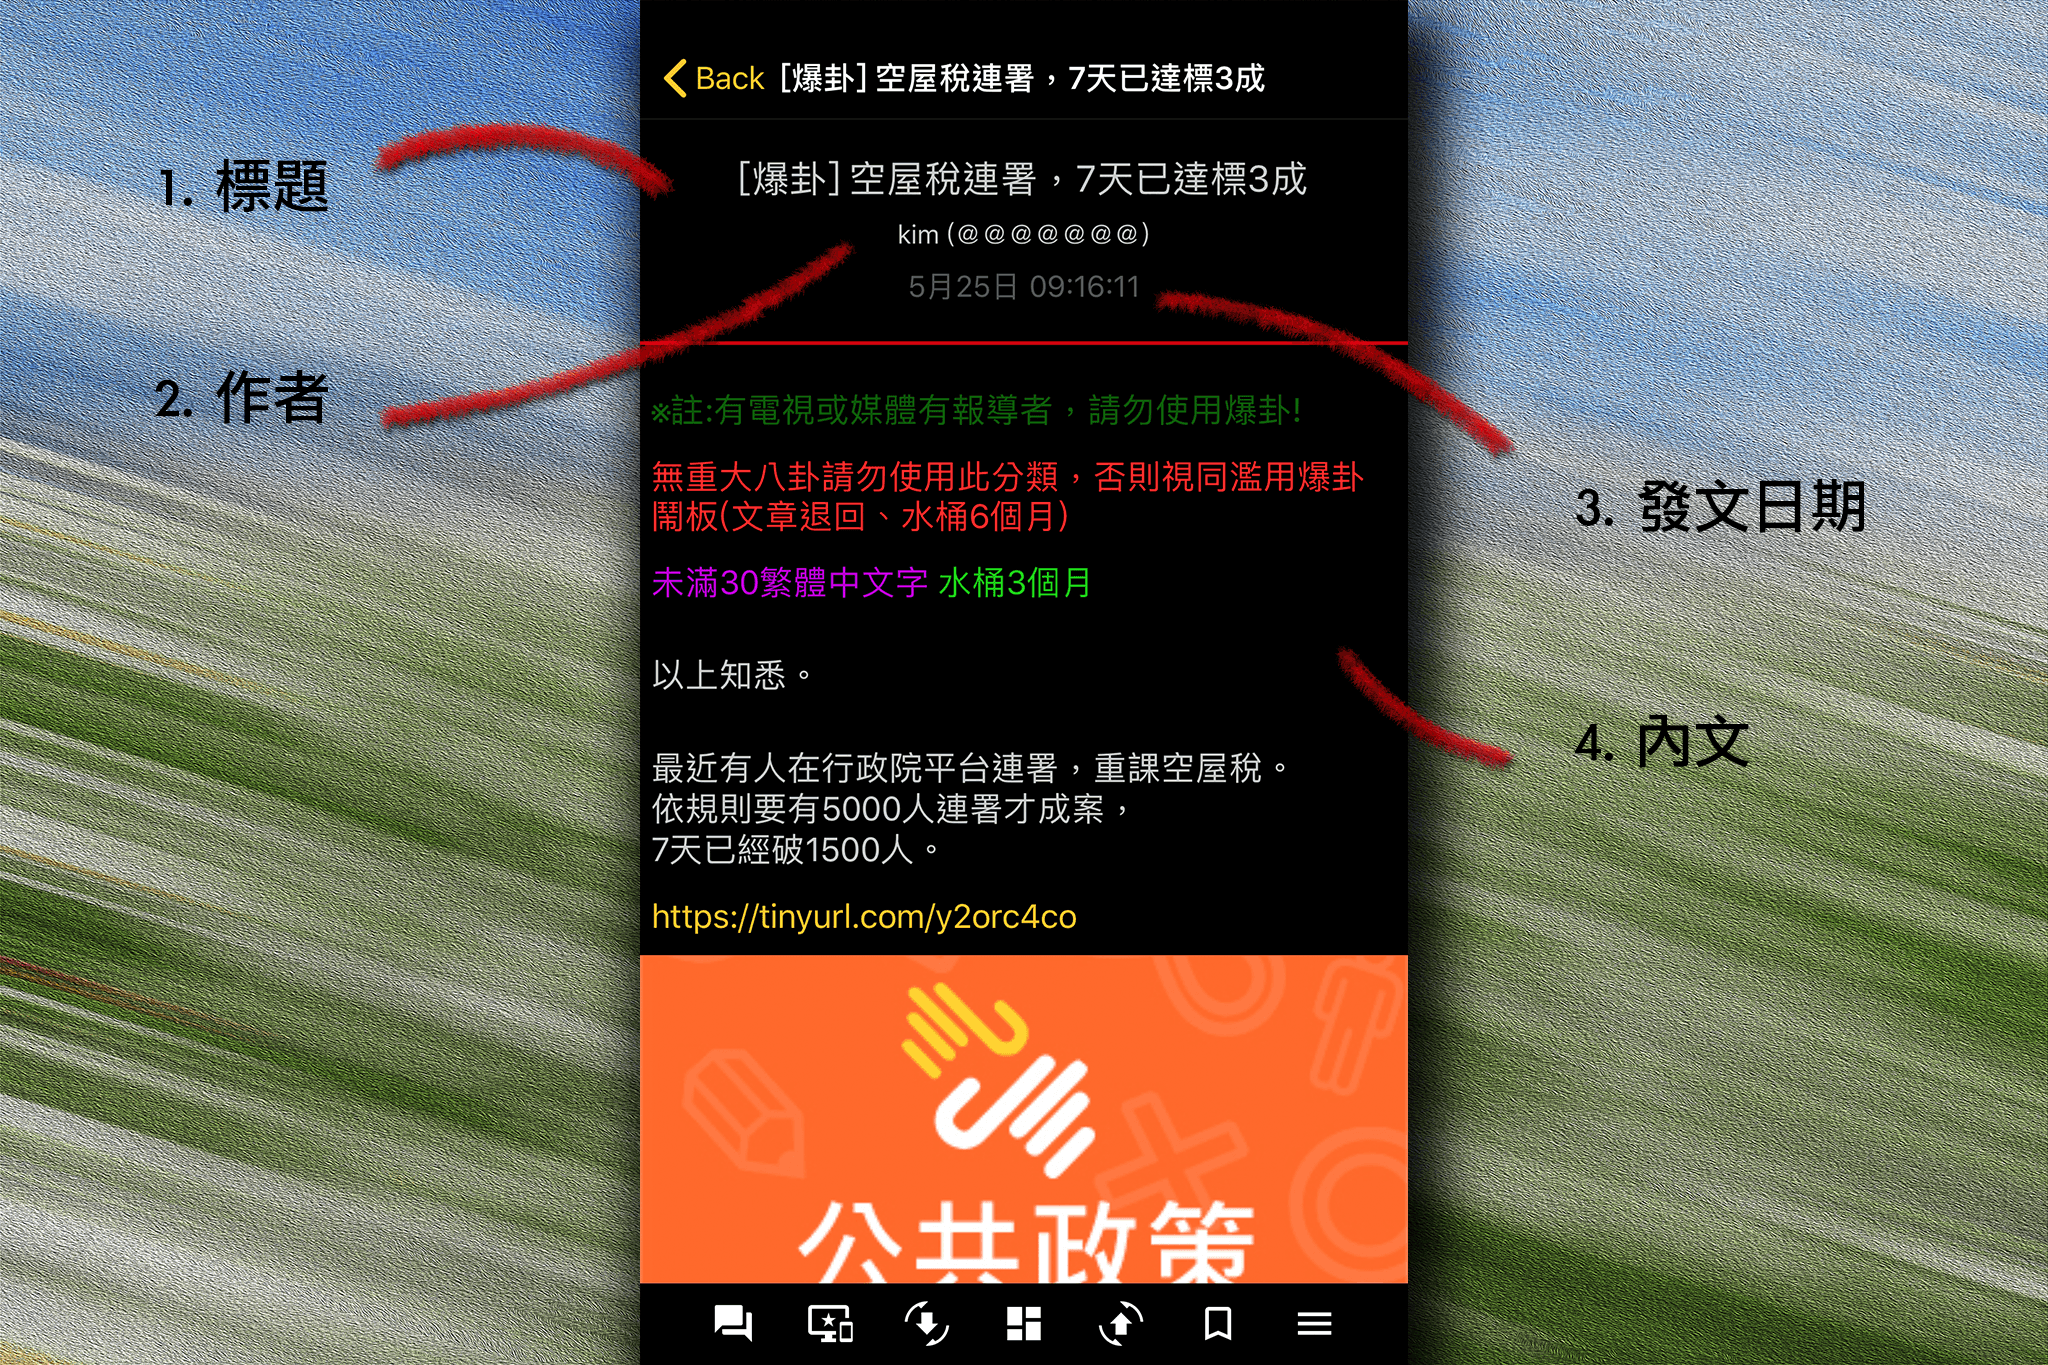 Back [爆卦] 空屋稅連署，7天已達標3成
1. 標題
[爆卦] 空屋稅連署，7天已達標3成
kim (@@@@@@@)
5月25日 09:16:11
2. 作者
※註:有電視或媒體有報導者，請勿使用爆卦!
無重大八卦請勿使用此分類，否則視同濫用爆卦
鬧板(文章退回、水桶6個月)
3. 發文日期
未滿30繁體中文字 水桶3個月
以上知悉。
4. 內文
最近有人在行政院平台連署，重課空屋稅。
依規則要有5000人連署才成案，
7天已經破1500人。
https://tinyurl.com/y2orc4co
公共政策